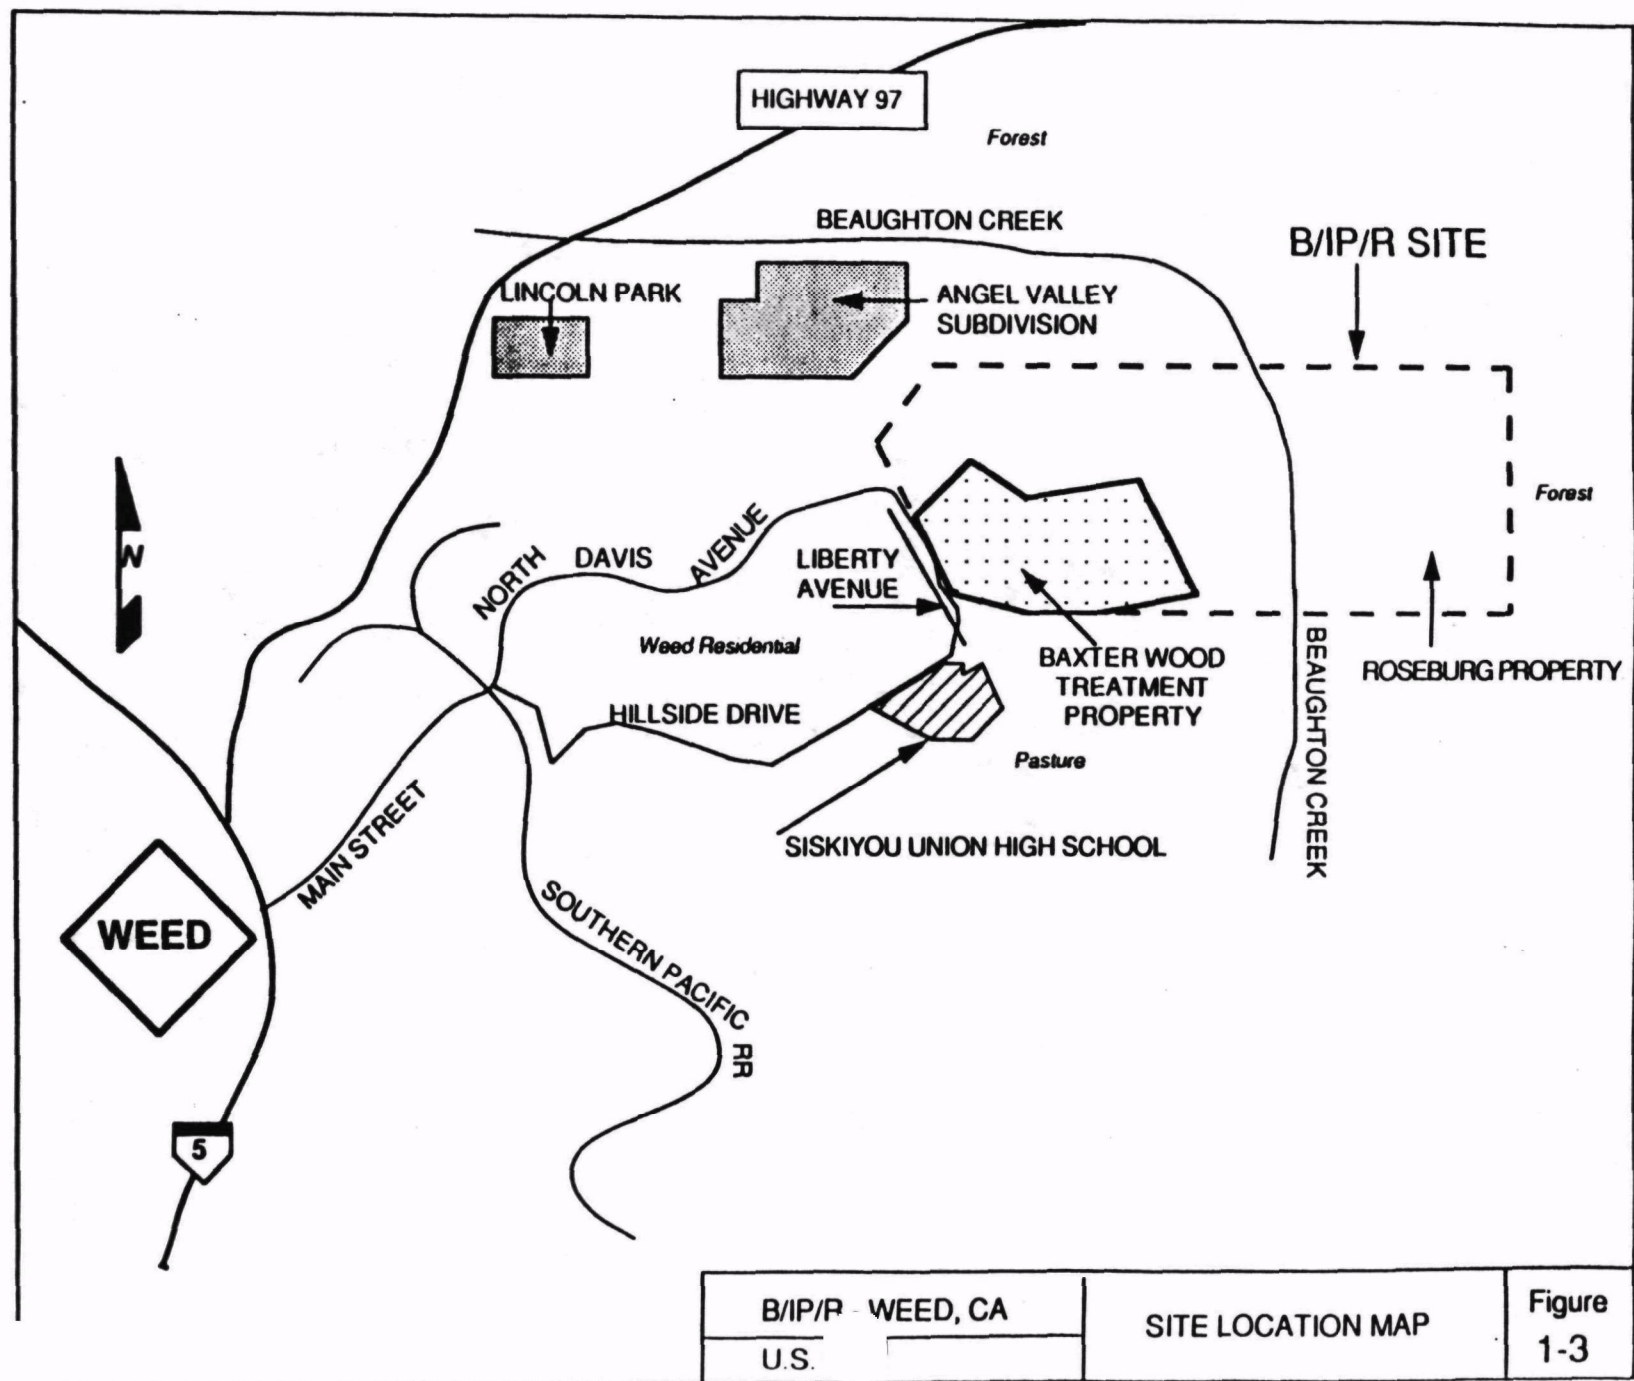 HIGHWAY 97
Forest
BEAUGHTON CREEK
B/IP/R SITE
LINCOLN PARK
ANGEL VALLEY
SUBDIVISION
Forest
N
NORTH DAVIS AVENUE
LIBERTY
AVENUE
Weed Residential
BAXTER WOOD
TREATMENT
PROPERTY
ROSEBURG PROPERTY
HILLSIDE DRIVE
Pasture
BEAUGHTON CREEK
MAIN STREET
SISKIYOU UNION HIGH SCHOOL
WEED
SOUTHERN PACIFIC RR
5
B/IP/R - WEED, CA
U.S.
SITE LOCATION MAP
Figure
1-3